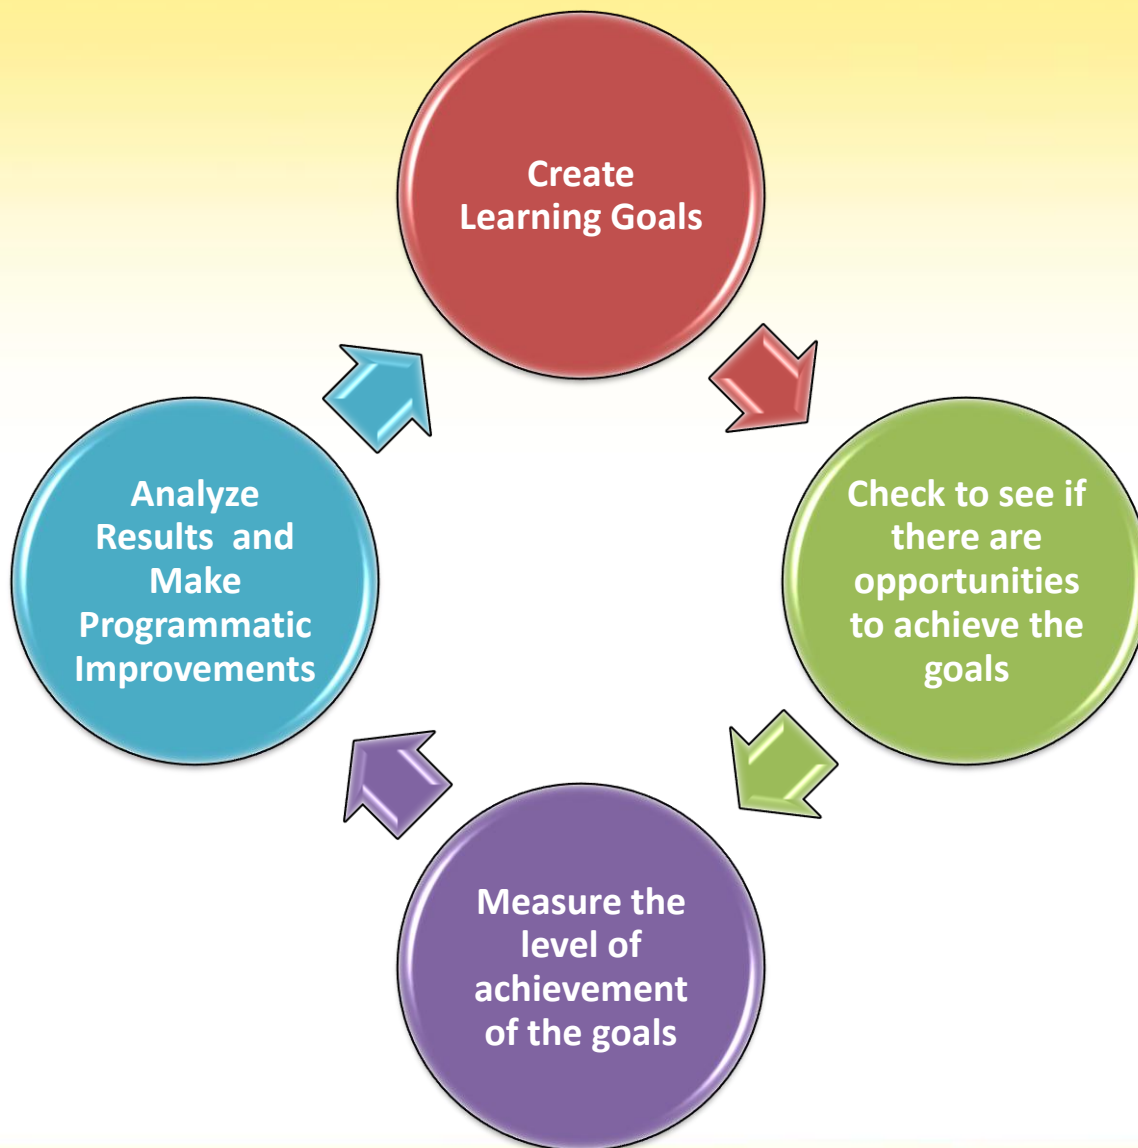 Create
Learning Goals
Check to see if
there are
opportunities
to achieve the
goals
Measure the
level of
achievement
of the goals
Analyze
Results  and
Make
Programmatic
Improvements